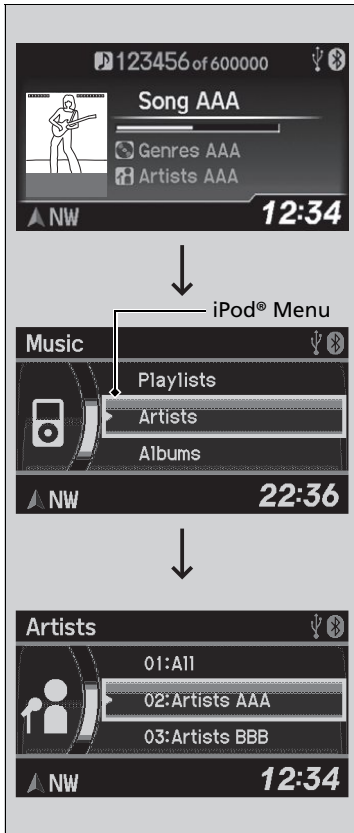 123456 of 600000
Song AAA
Genres AAA
Artists AAA
NW 12:34
iPod® Menu
Music
Playlists
Artists
Albums
NW 22:36
Artists
01:All
02:Artists AAA
03:Artists BBB
NW 12:34